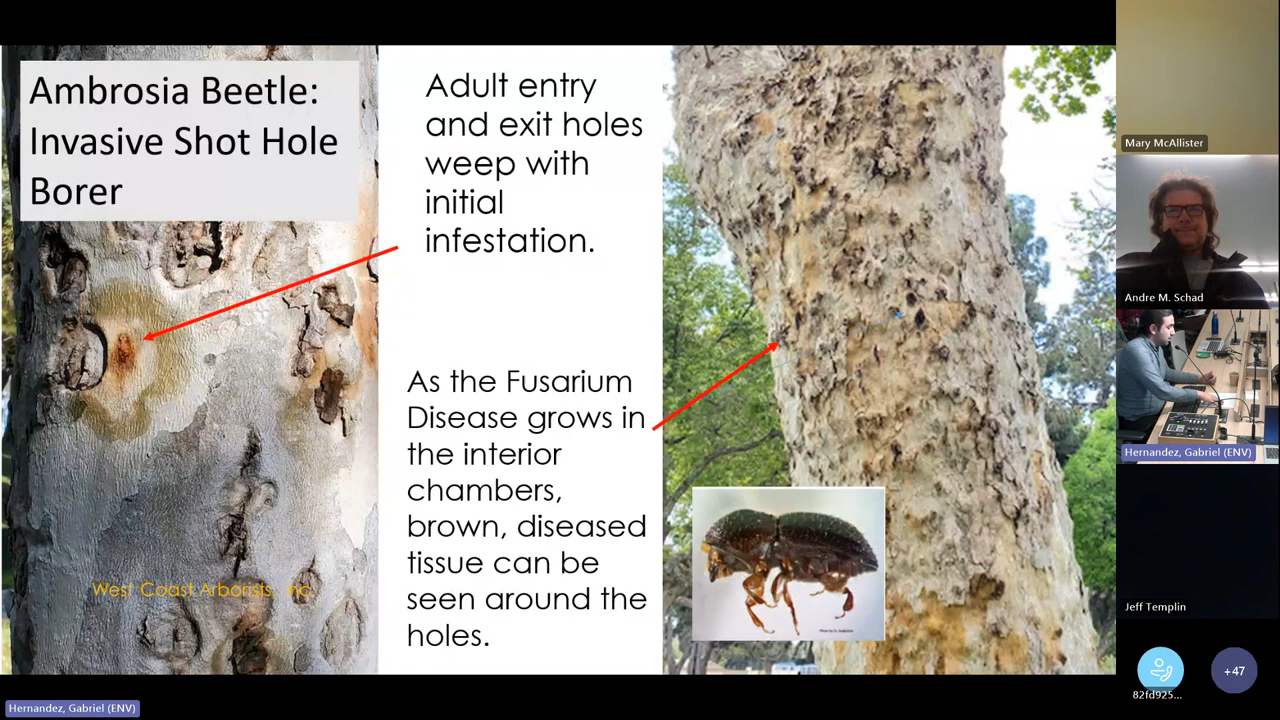 Ambrosia Beetle:
Invasive Shot Hole
Borer
Adult entry
and exit holes
weep with
initial
infestation.
As the Fusarium
Disease grows in
the interior
chambers,
brown, diseased
tissue can be
seen around the
holes.
West Coast Arborists, Inc.
Mary McAllister
Andre M. Schad
Hernandez, Gabriel (ENV)
Jeff Templin
82fd925...
+47
Hernandez, Gabriel (ENV)